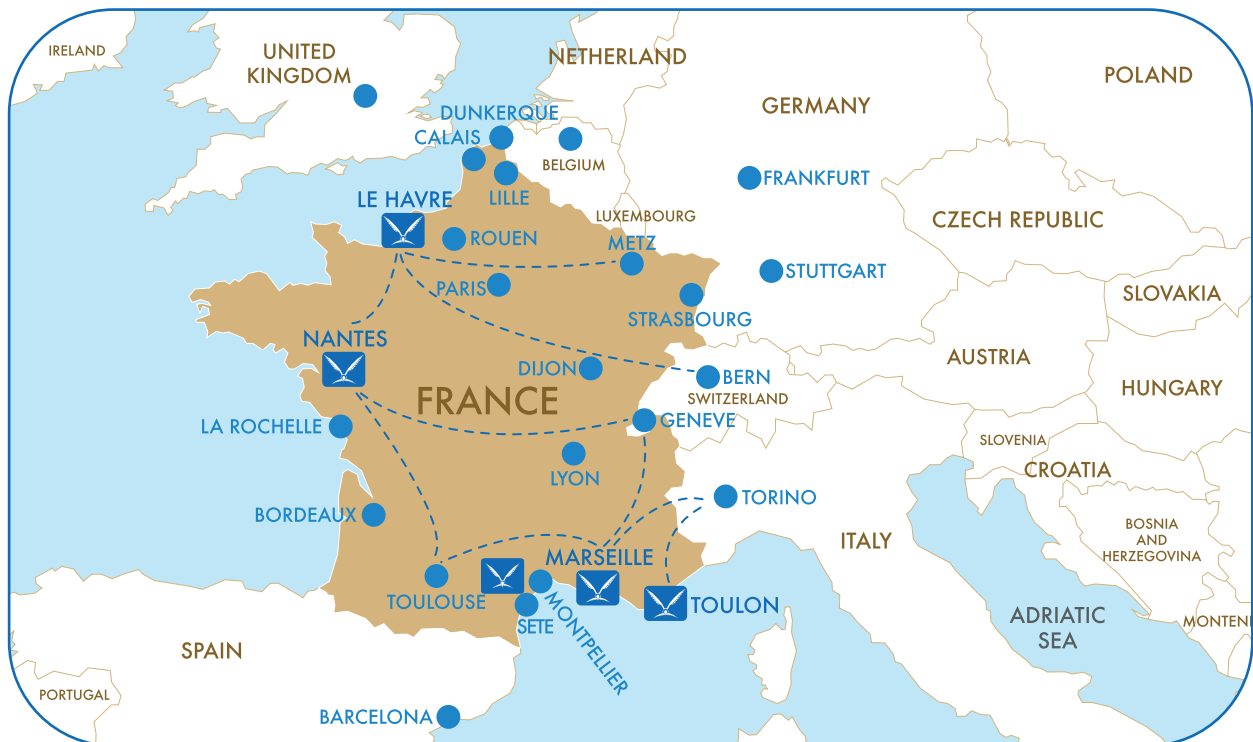 IRELAND
UNITED
KINGDOM
NETHERLAND
POLAND
GERMANY
DUNKERQUE
CALAIS
BELGIUM
FRANKFURT
LILLE
LE HAVRE
LUXEMBOURG
CZECH REPUBLIC
ROUEN
METZ
STUTTGART
PARIS
SLOVAKIA
STRASBOURG
NANTES
AUSTRIA
DIJON
BERN
HUNGARY
SWITZERLAND
FRANCE
LA ROCHELLE
GENEVE
SLOVENIA
CROATIA
LYON
TORINO
BORDEAUX
BOSNIA
AND
HERZEGOVINA
ITALY
MARSEILLE
TOULOUSE
TOULON
MONTPELLIER
SETE
ADRIATIC
SEA
MONTENI
SPAIN
PORTUGAL
BARCELONA